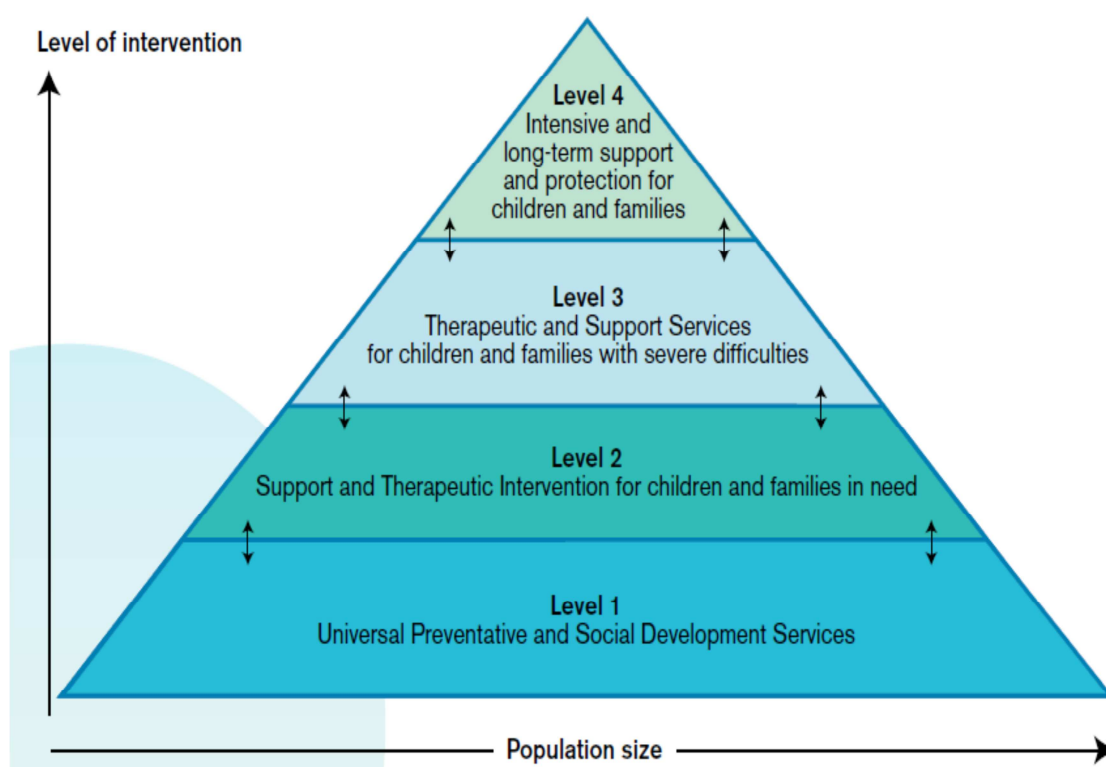 Level of intervention
Level 4
Intensive and
long-term support
and protection for
children and families
Level 3
Therapeutic and Support Services
for children and families with severe difficulties
Level 2
Support and Therapeutic Intervention for children and families in need
Level 1
Universal Preventative and Social Development Services
Population size